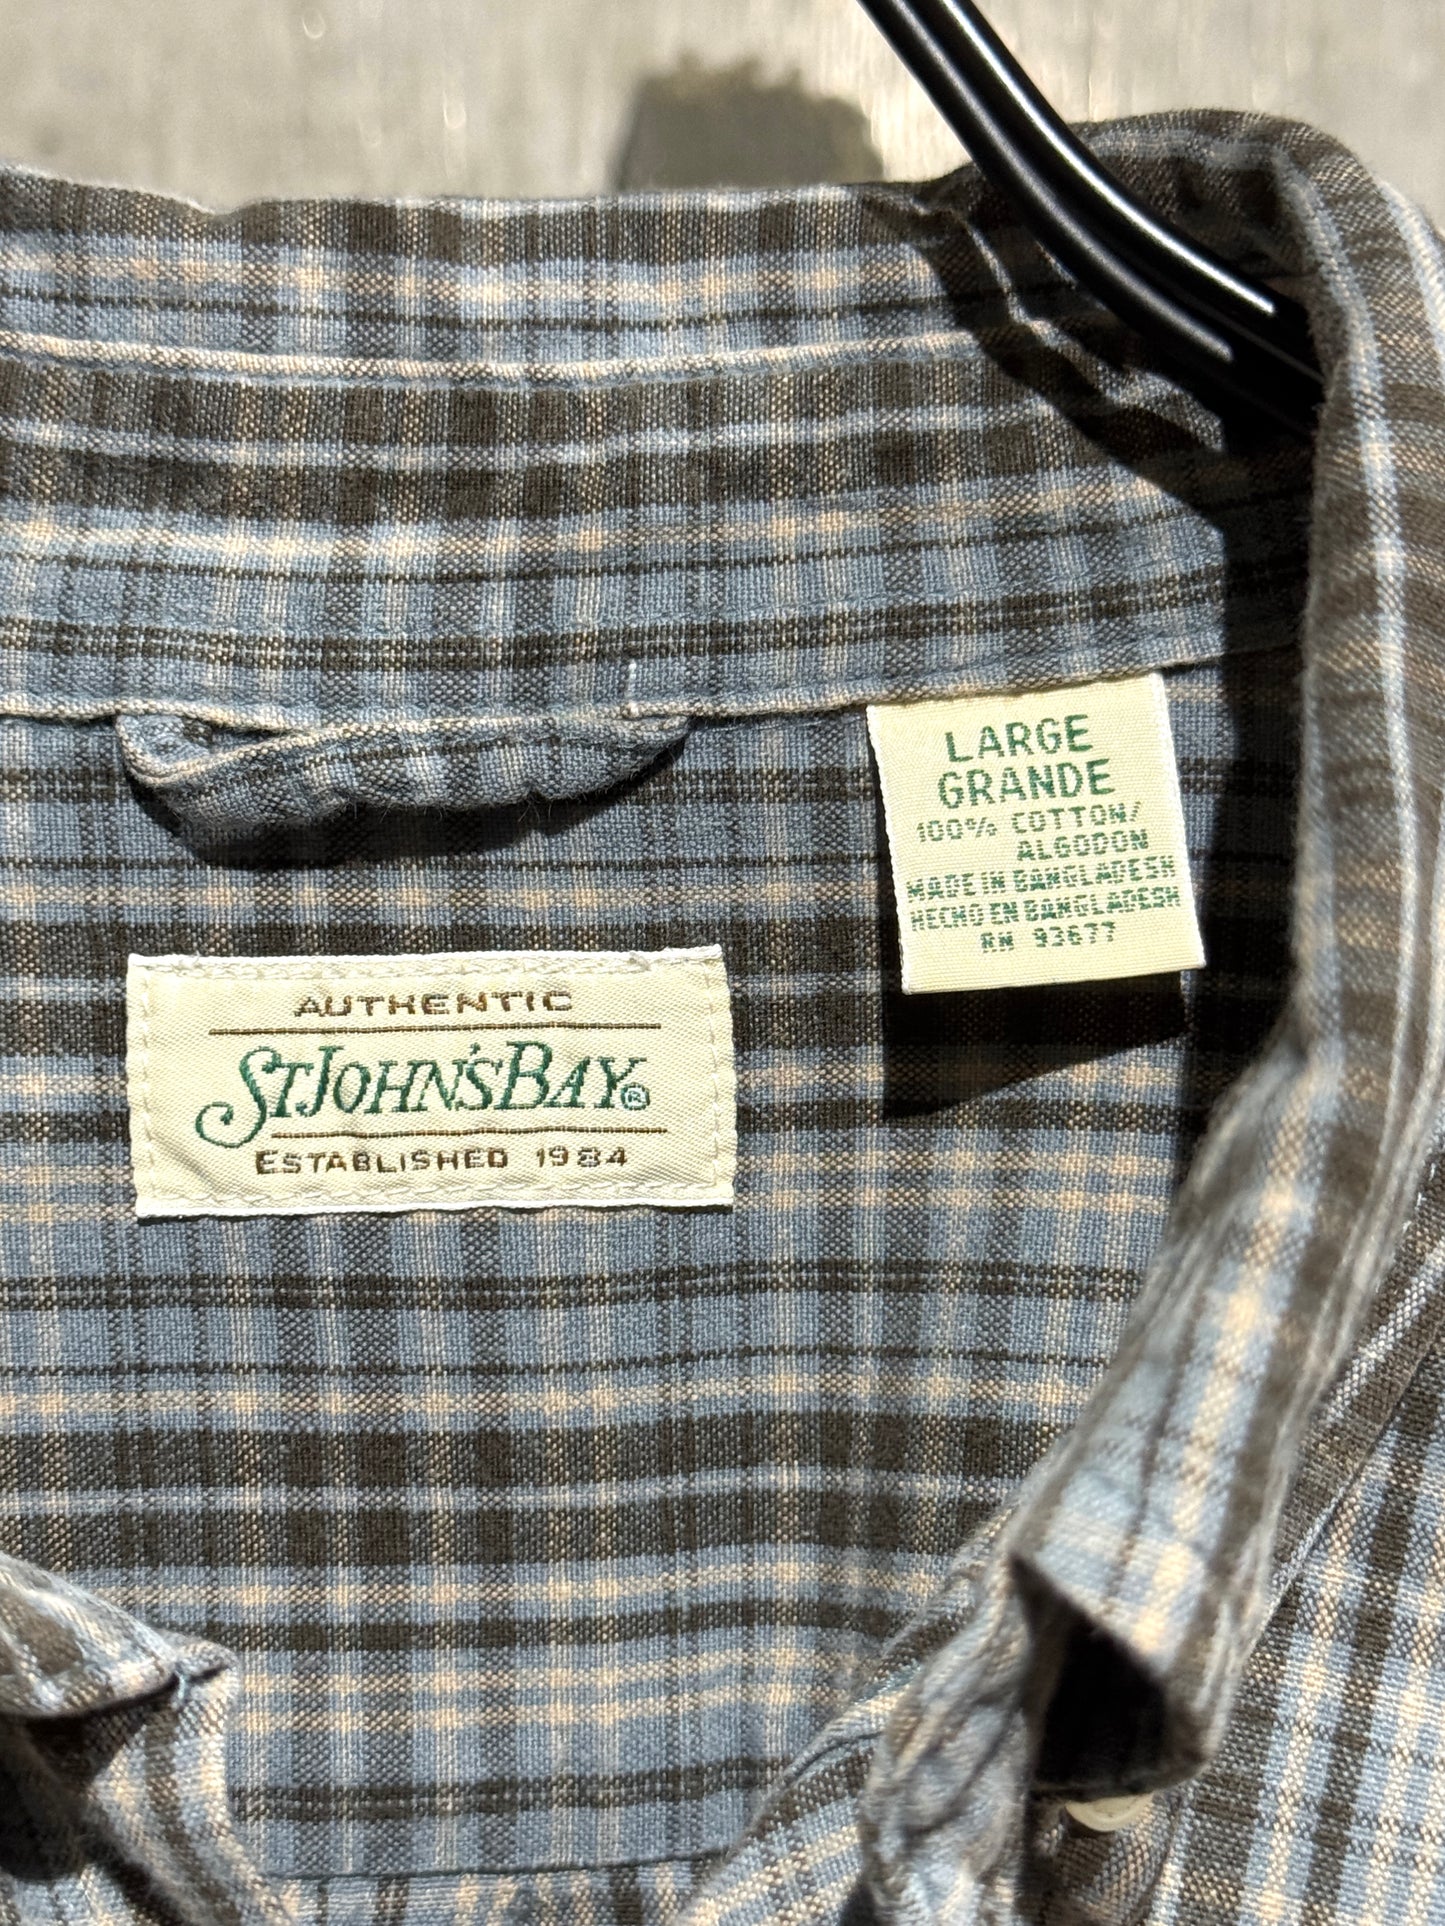 LARGE
GRANDE
100% COTTON/
ALGODON
MADE IN BANGLADESH
HECHO EN BANGLADESH
RN 93677
AUTHENTIC
ST JOHN'S BAY®
ESTABLISHED 1984